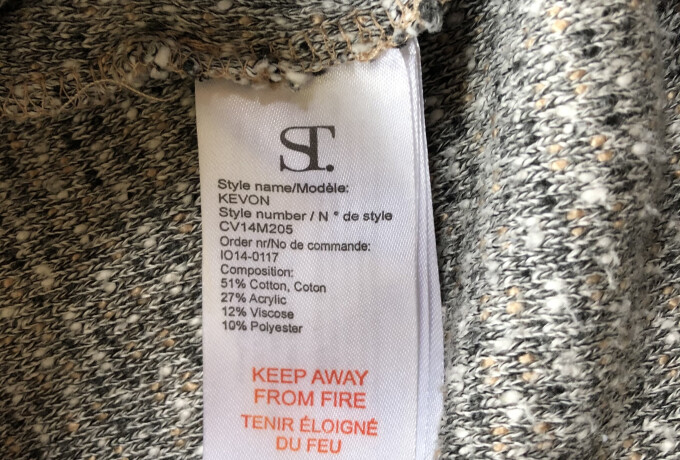 ST.
Style name/Modèle:
KEVON
Style number / N ° de style
CV14M205
Order nr/No de commande:
IO14-0117
Composition:
51% Cotton, Coton
27% Acrylic
12% Viscose
10% Polyester
KEEP AWAY
FROM FIRE
TENIR ÉLOIGNÉ
DU FEU